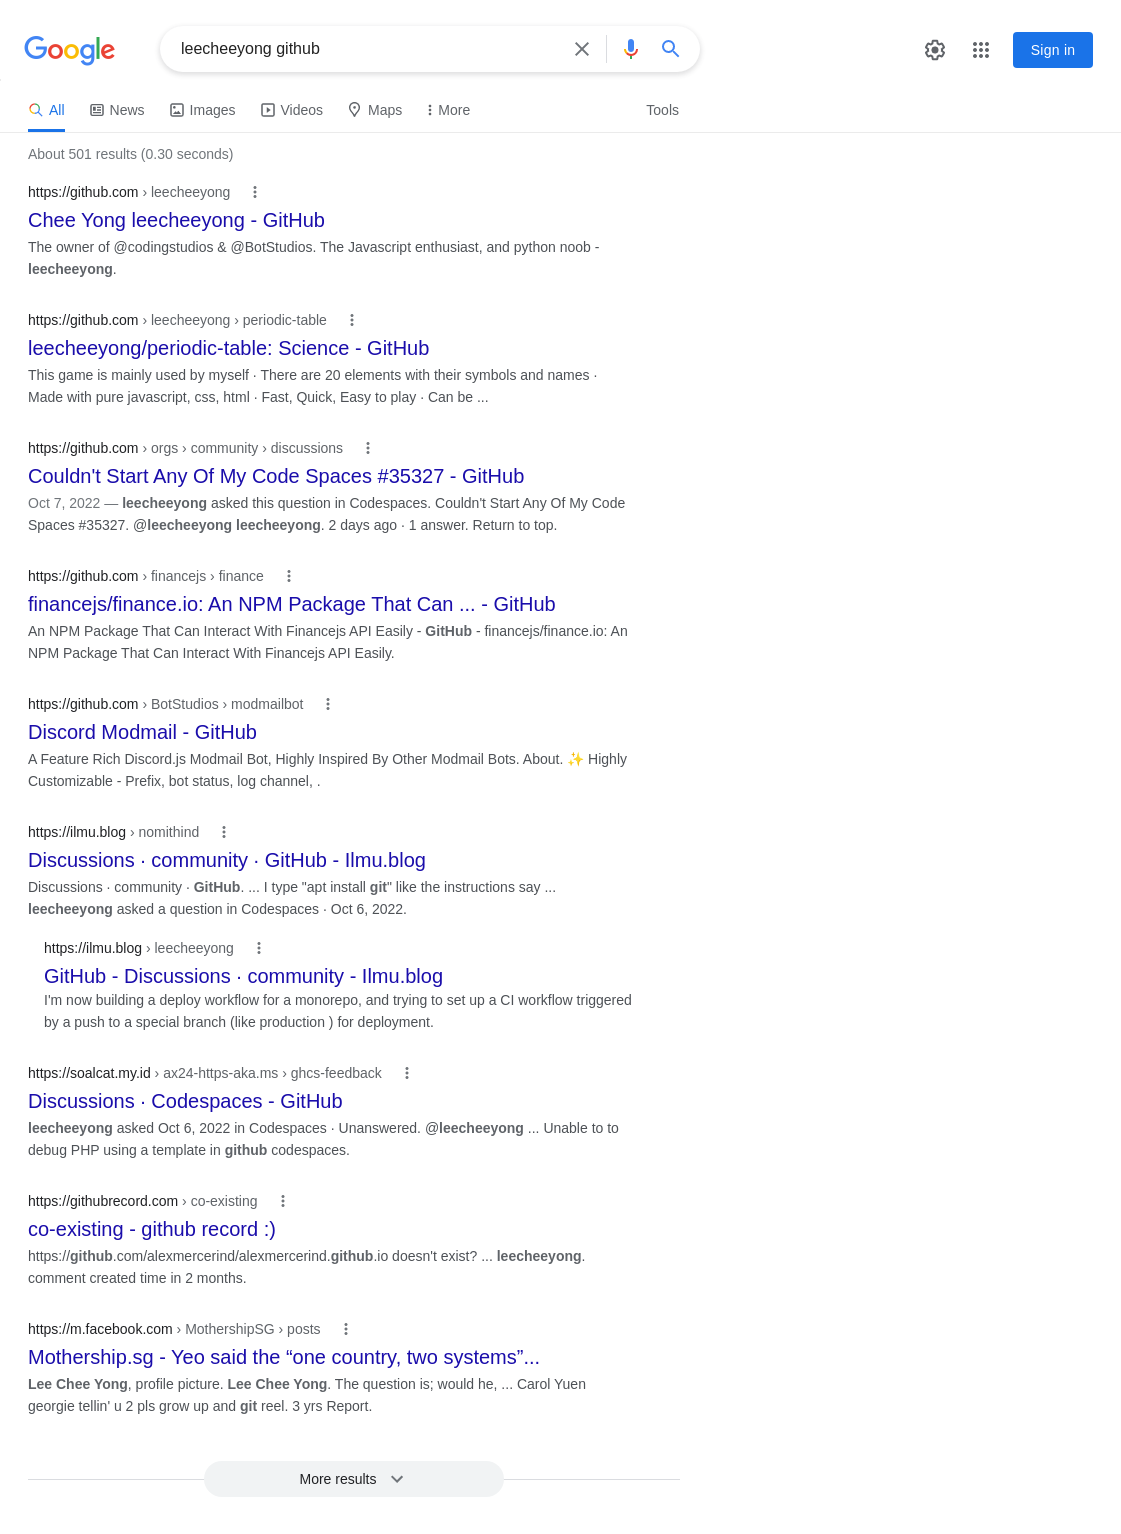 Google
leecheeyong github
Sign in
All News Images Videos Maps More Tools
About 501 results (0.30 seconds)
https://github.com › leecheeyong
Chee Yong leecheeyong - GitHub
The owner of @codingstudios & @BotStudios. The Javascript enthusiast, and python noob -
leecheeyong.
https://github.com › leecheeyong › periodic-table
leecheeyong/periodic-table: Science - GitHub
This game is mainly used by myself · There are 20 elements with their symbols and names ·
Made with pure javascript, css, html · Fast, Quick, Easy to play · Can be ...
https://github.com › orgs › community › discussions
Couldn't Start Any Of My Code Spaces #35327 - GitHub
Oct 7, 2022 — leecheeyong asked this question in Codespaces. Couldn't Start Any Of My Code
Spaces #35327. @leecheeyong leecheeyong. 2 days ago · 1 answer. Return to top.
https://github.com › financejs › finance
financejs/finance.io: An NPM Package That Can ... - GitHub
An NPM Package That Can Interact With Financejs API Easily - GitHub - financejs/finance.io: An
NPM Package That Can Interact With Financejs API Easily.
https://github.com › BotStudios › modmailbot
Discord Modmail - GitHub
A Feature Rich Discord.js Modmail Bot, Highly Inspired By Other Modmail Bots. About. ✨ Highly
Customizable - Prefix, bot status, log channel, .
https://ilmu.blog › nomithind
Discussions · community · GitHub - Ilmu.blog
Discussions · community · GitHub. ... I type "apt install git" like the instructions say ...
leecheeyong asked a question in Codespaces · Oct 6, 2022.
https://ilmu.blog › leecheeyong
GitHub - Discussions · community - Ilmu.blog
I'm now building a deploy workflow for a monorepo, and trying to set up a CI workflow triggered
by a push to a special branch (like production ) for deployment.
https://soalcat.my.id › ax24-https-aka.ms › ghcs-feedback
Discussions · Codespaces - GitHub
leecheeyong asked Oct 6, 2022 in Codespaces · Unanswered. @leecheeyong ... Unable to to
debug PHP using a template in github codespaces.
https://githubrecord.com › co-existing
co-existing - github record :)
https://github.com/alexmercerind/alexmercerind.github.io doesn't exist? ... leecheeyong.
comment created time in 2 months.
https://m.facebook.com › MothershipSG › posts
Mothership.sg - Yeo said the “one country, two systems”...
Lee Chee Yong, profile picture. Lee Chee Yong. The question is; would he, ... Carol Yuen
georgie tellin' u 2 pls grow up and git reel. 3 yrs Report.
More results